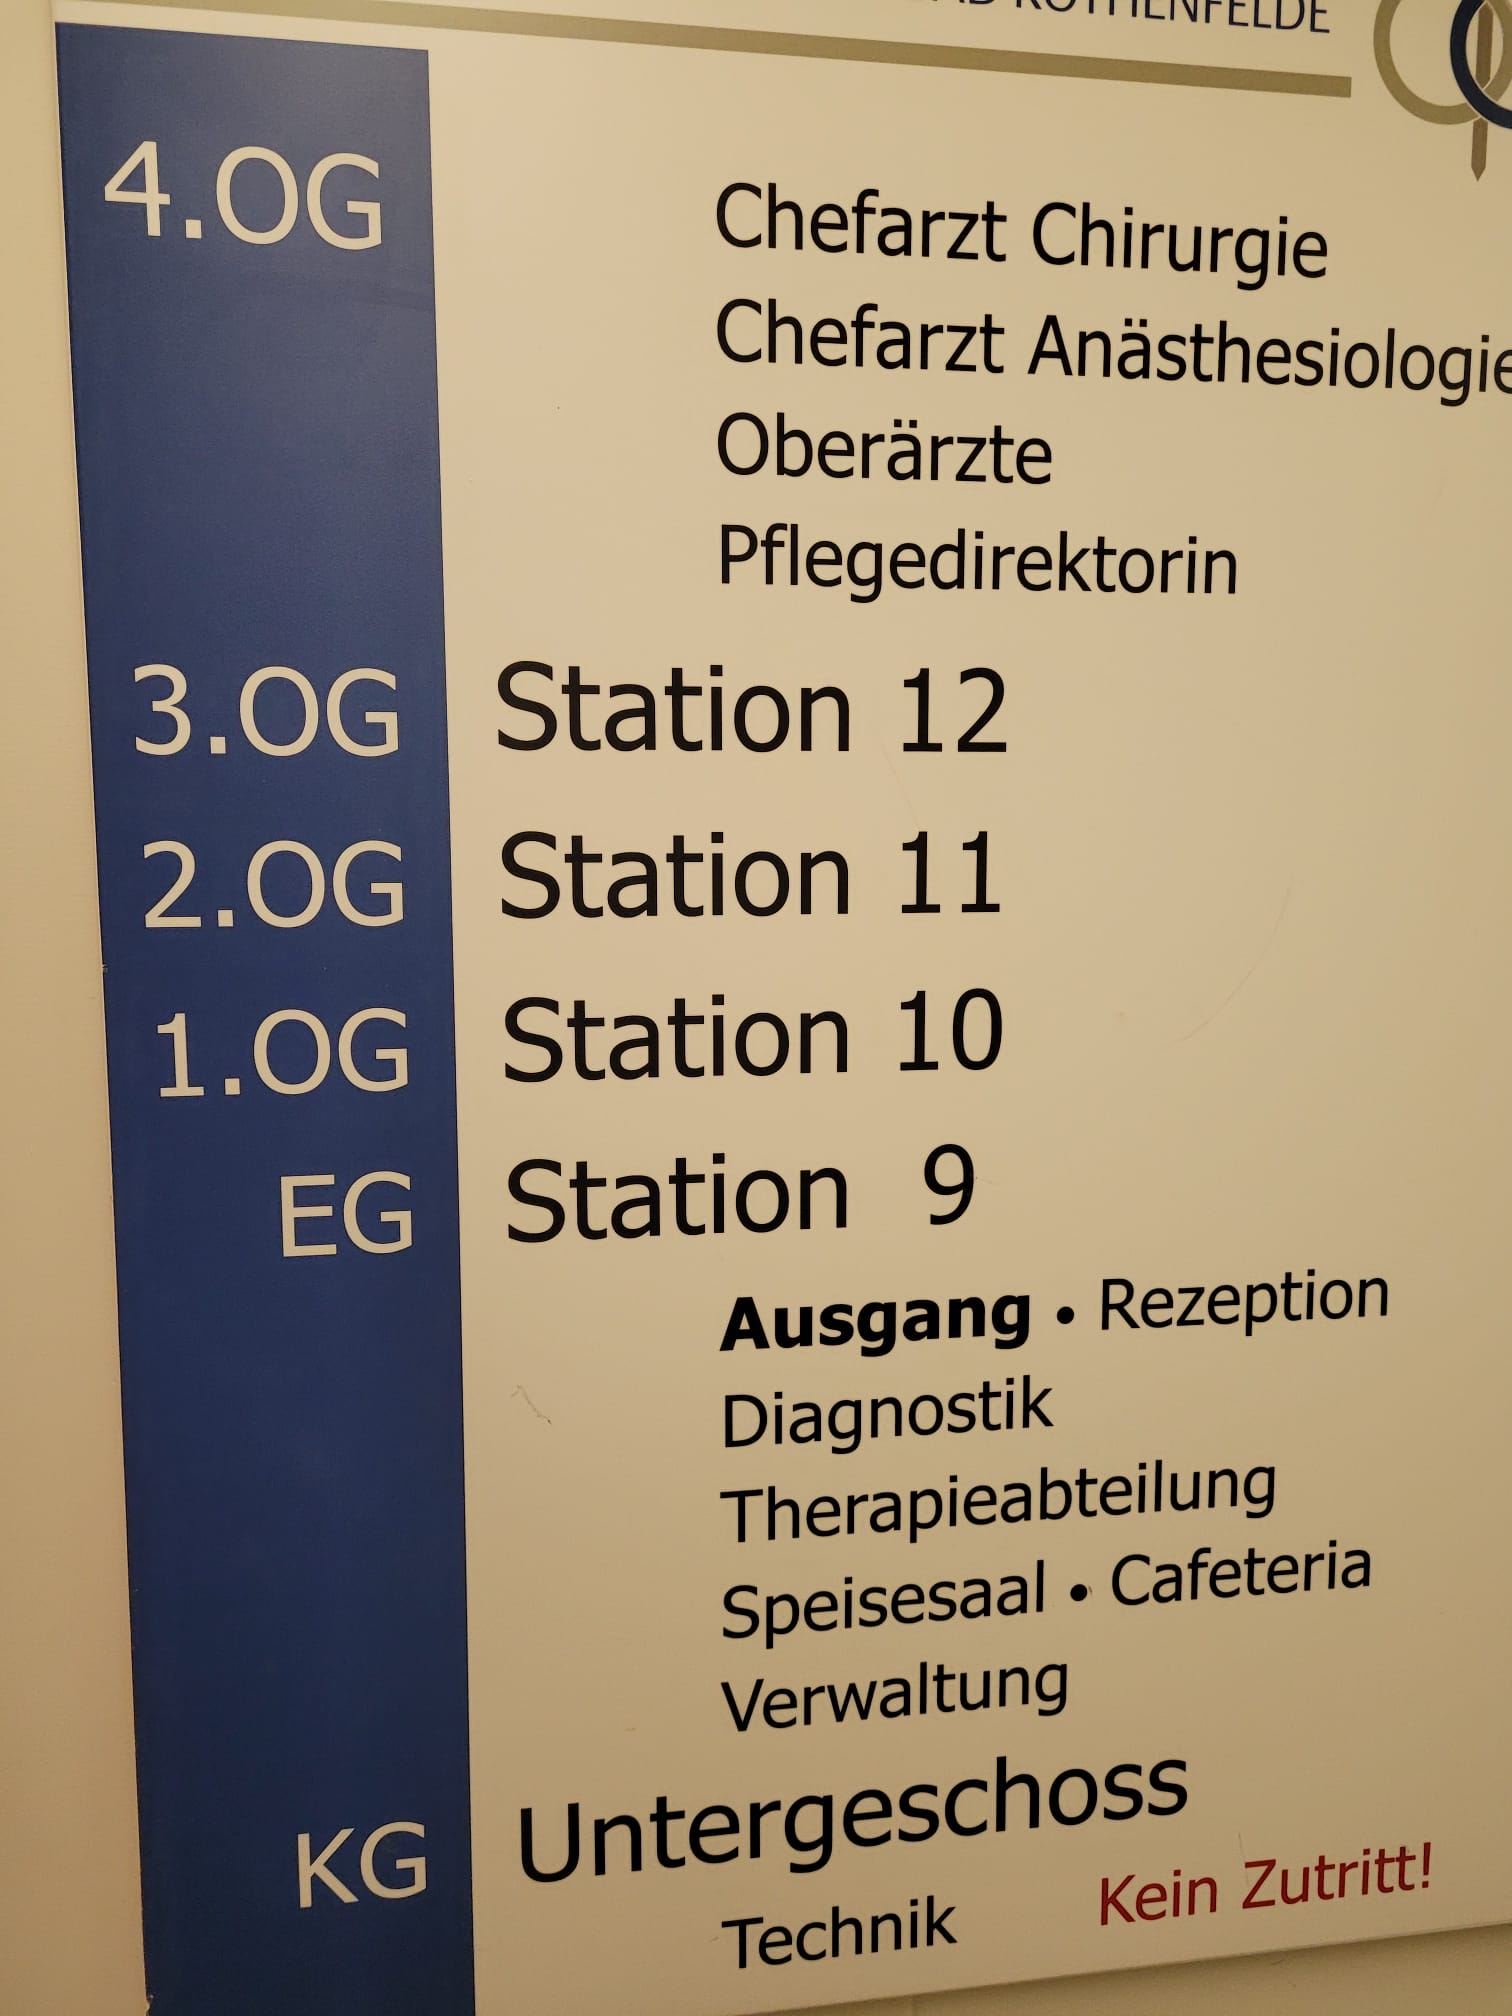 ROTHENFELDE
4.OG
Chefarzt Chirurgie
Chefarzt Anästhesiologie
Oberärzte
Pflegedirektorin
3.OG Station 12
2.OG Station 11
1.OG Station 10
EG Station 9
Ausgang • Rezeption
Diagnostik
Therapieabteilung
Speisesaal • Cafeteria
Verwaltung
KG Untergeschoss
Technik Kein Zutritt!